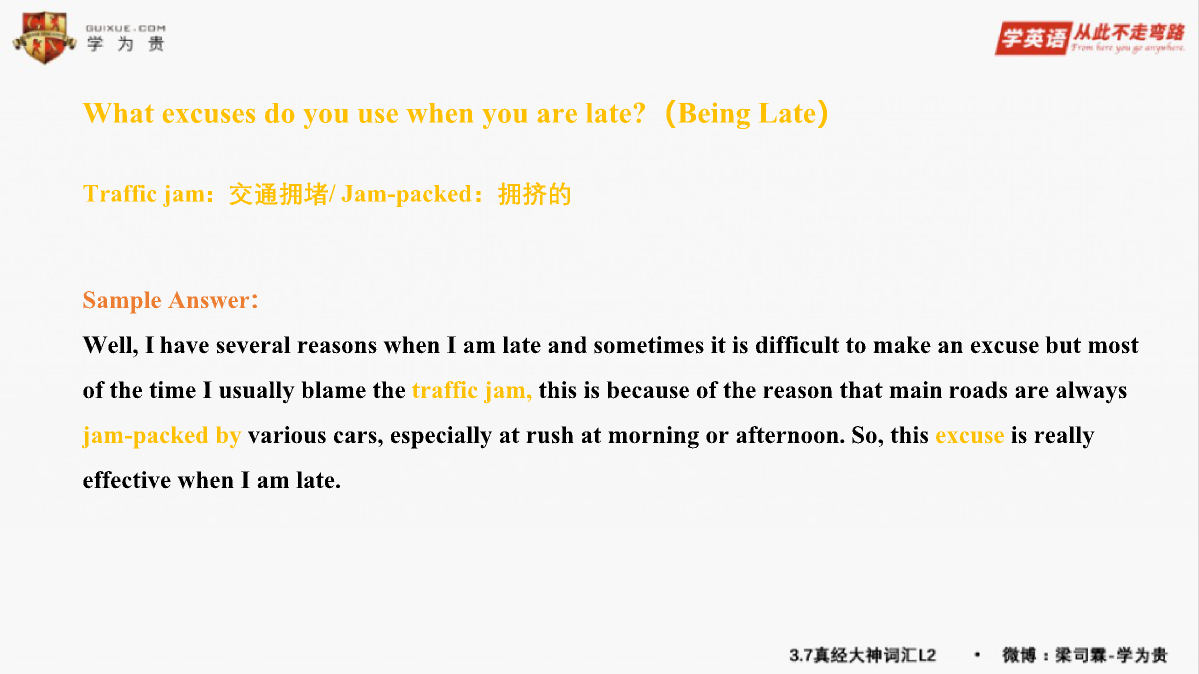 GUIXUE.COM
学为贵
学英语 从此不走弯路
From here you go anywhere.
What excuses do you use when you are late?（Being Late）
Traffic jam：交通拥堵/ Jam-packed：拥挤的
Sample Answer：
Well, I have several reasons when I am late and sometimes it is difficult to make an excuse but most
of the time I usually blame the traffic jam, this is because of the reason that main roads are always
jam-packed by various cars, especially at rush at morning or afternoon. So, this excuse is really
effective when I am late.
3.7真经大神词汇L2 • 微博：梁司霖-学为贵